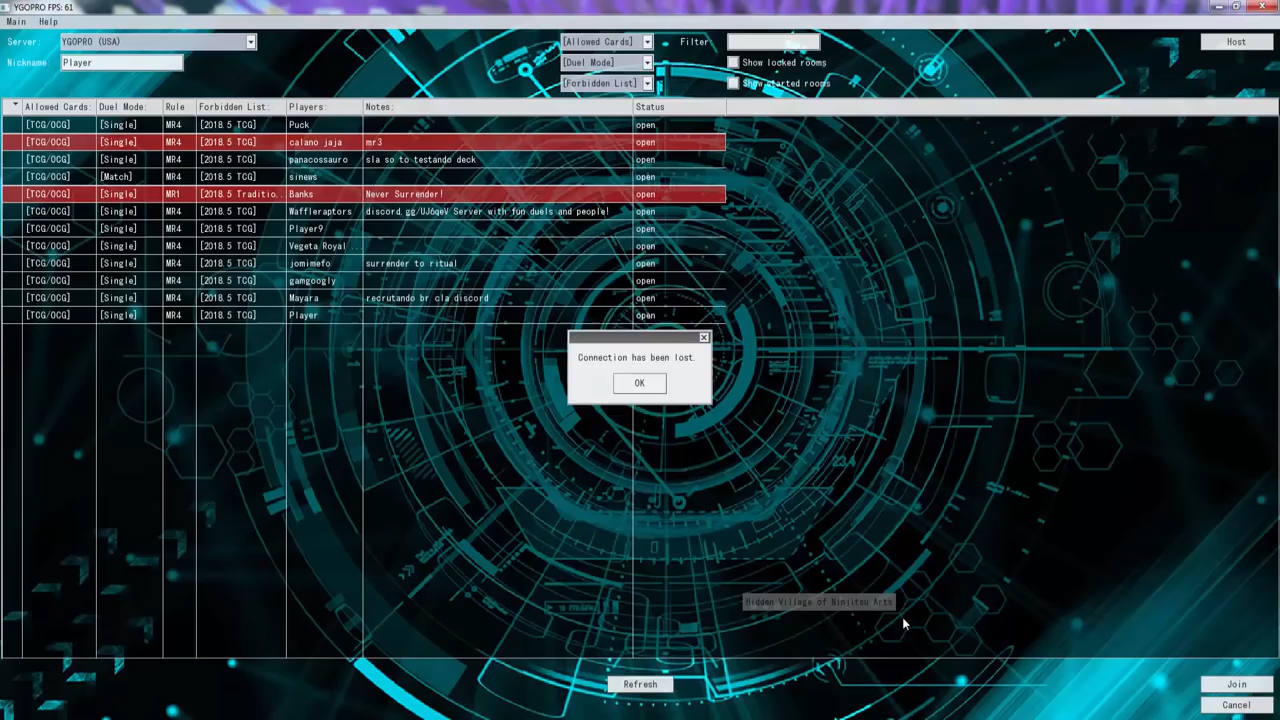 YGOPRO FPS: 61
Main Help
Server: YGOPRO (USA) [Allowed Cards] Filter Host
Nickname: Player [Duel Mode] Show locked rooms
[Forbidden List] Show started rooms
Allowed Cards: Duel Mode: Rule Forbidden List: Players: Notes: Status
[TCG/OCG] [Single] MR4 [2018.5 TCG] Puck open
[TCG/OCG] [Single] MR4 [2018.5 TCG] calano jaja mr3 open
[TCG/OCG] [Single] MR4 [2018.5 TCG] panacossauro sla so to testando deck open
[TCG/OCG] [Match] MR4 [2018.5 TCG] sinews open
[TCG/OCG] [Single] MR1 [2018.5 Traditio... Banks Never Surrender! open
[TCG/OCG] [Single] MR4 [2018.5 TCG] Waffleraptors discord.gg/UJ6qeV Server with fun duels and people! open
[TCG/OCG] [Single] MR4 [2018.5 TCG] Player9 open
[TCG/OCG] [Single] MR4 [2018.5 TCG] Vegeta Royal ... open
[TCG/OCG] [Single] MR4 [2018.5 TCG] jomimefo surrender to ritual open
[TCG/OCG] [Single] MR4 [2018.5 TCG] gamgoogly open
[TCG/OCG] [Single] MR4 [2018.5 TCG] Mayara recrutando br cla discord open
[TCG/OCG] [Single] MR4 [2018.5 TCG] Player open
Connection has been lost.
OK
23.4
Hidden Village of Ninjitsu Arts
Refresh
Join
Cancel